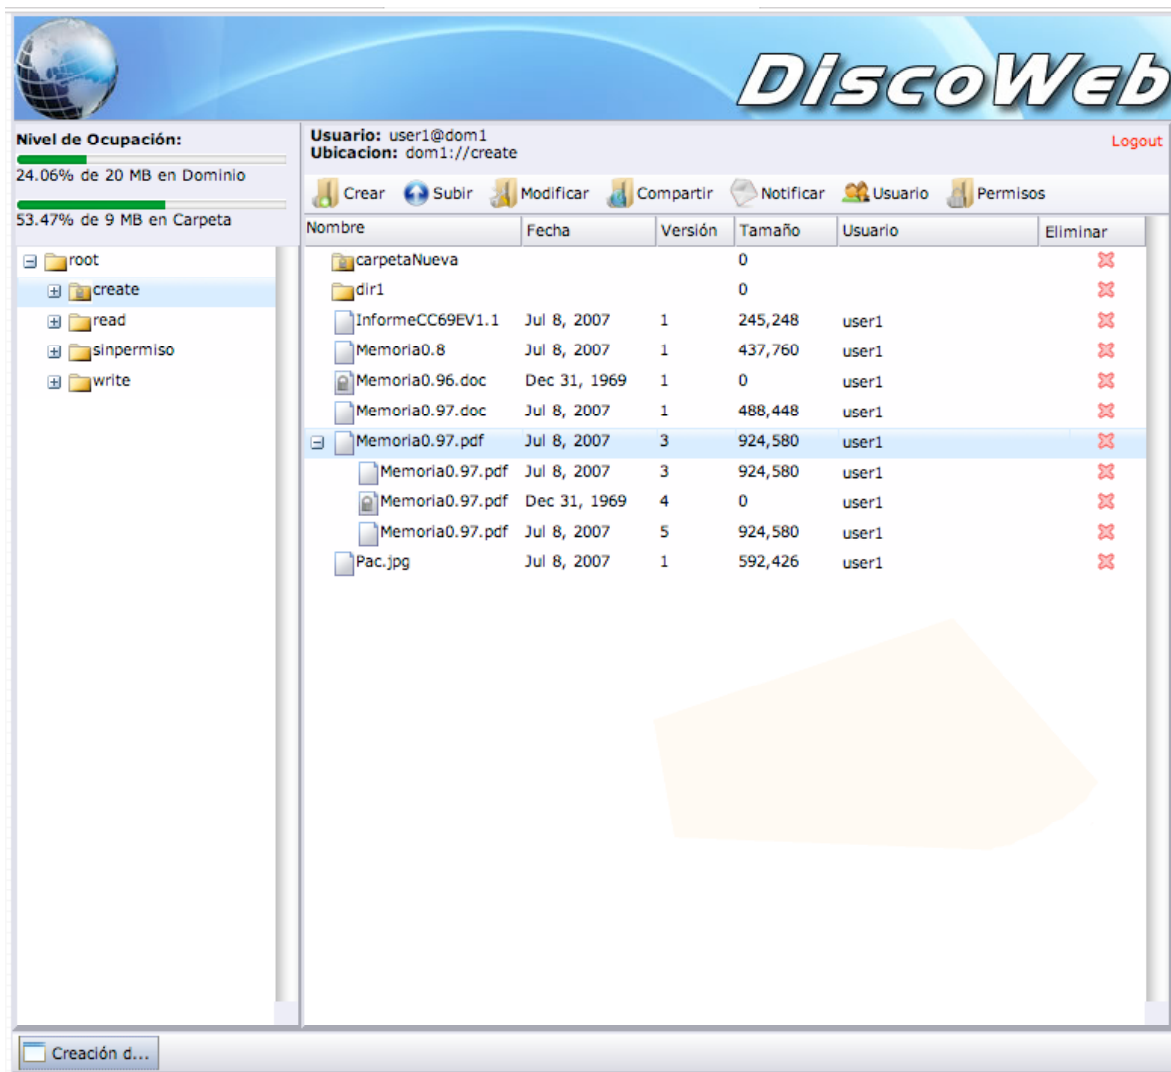 DiscoWeb
Nivel de Ocupación:
24.06% de 20 MB en Dominio
53.47% de 9 MB en Carpeta
Usuario: user1@dom1
Ubicacion: dom1://create
Logout
Crear Subir Modificar Compartir Notificar Usuario Permisos
root
create
read
sinpermiso
write
Nombre Fecha Versión Tamaño Usuario Eliminar
carpetaNueva 0
dir1 0
InformeCC69EV1.1 Jul 8, 2007 1 245,248 user1
Memoria0.8 Jul 8, 2007 1 437,760 user1
Memoria0.96.doc Dec 31, 1969 1 0 user1
Memoria0.97.doc Jul 8, 2007 1 488,448 user1
Memoria0.97.pdf Jul 8, 2007 3 924,580 user1
Memoria0.97.pdf Jul 8, 2007 3 924,580 user1
Memoria0.97.pdf Dec 31, 1969 4 0 user1
Memoria0.97.pdf Jul 8, 2007 5 924,580 user1
Pac.jpg Jul 8, 2007 1 592,426 user1
Creación d...